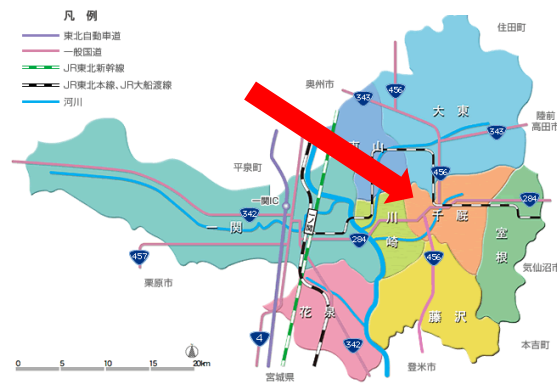 凡 例
東北自動車道
一般国道
JR東北新幹線
JR東北本線、JR大船渡線
河川
住田町
奥州市
456
343
大 東
陸前
高田市
343
山
平泉町
456
一関IC
342
一ノ関
284
千 厩
川
崎
284
室
根
一 関
457
456
気仙沼市
栗原市
花 泉
藤 沢
4
342
本吉町
登米市
宮城県
0 5 10 15 20km